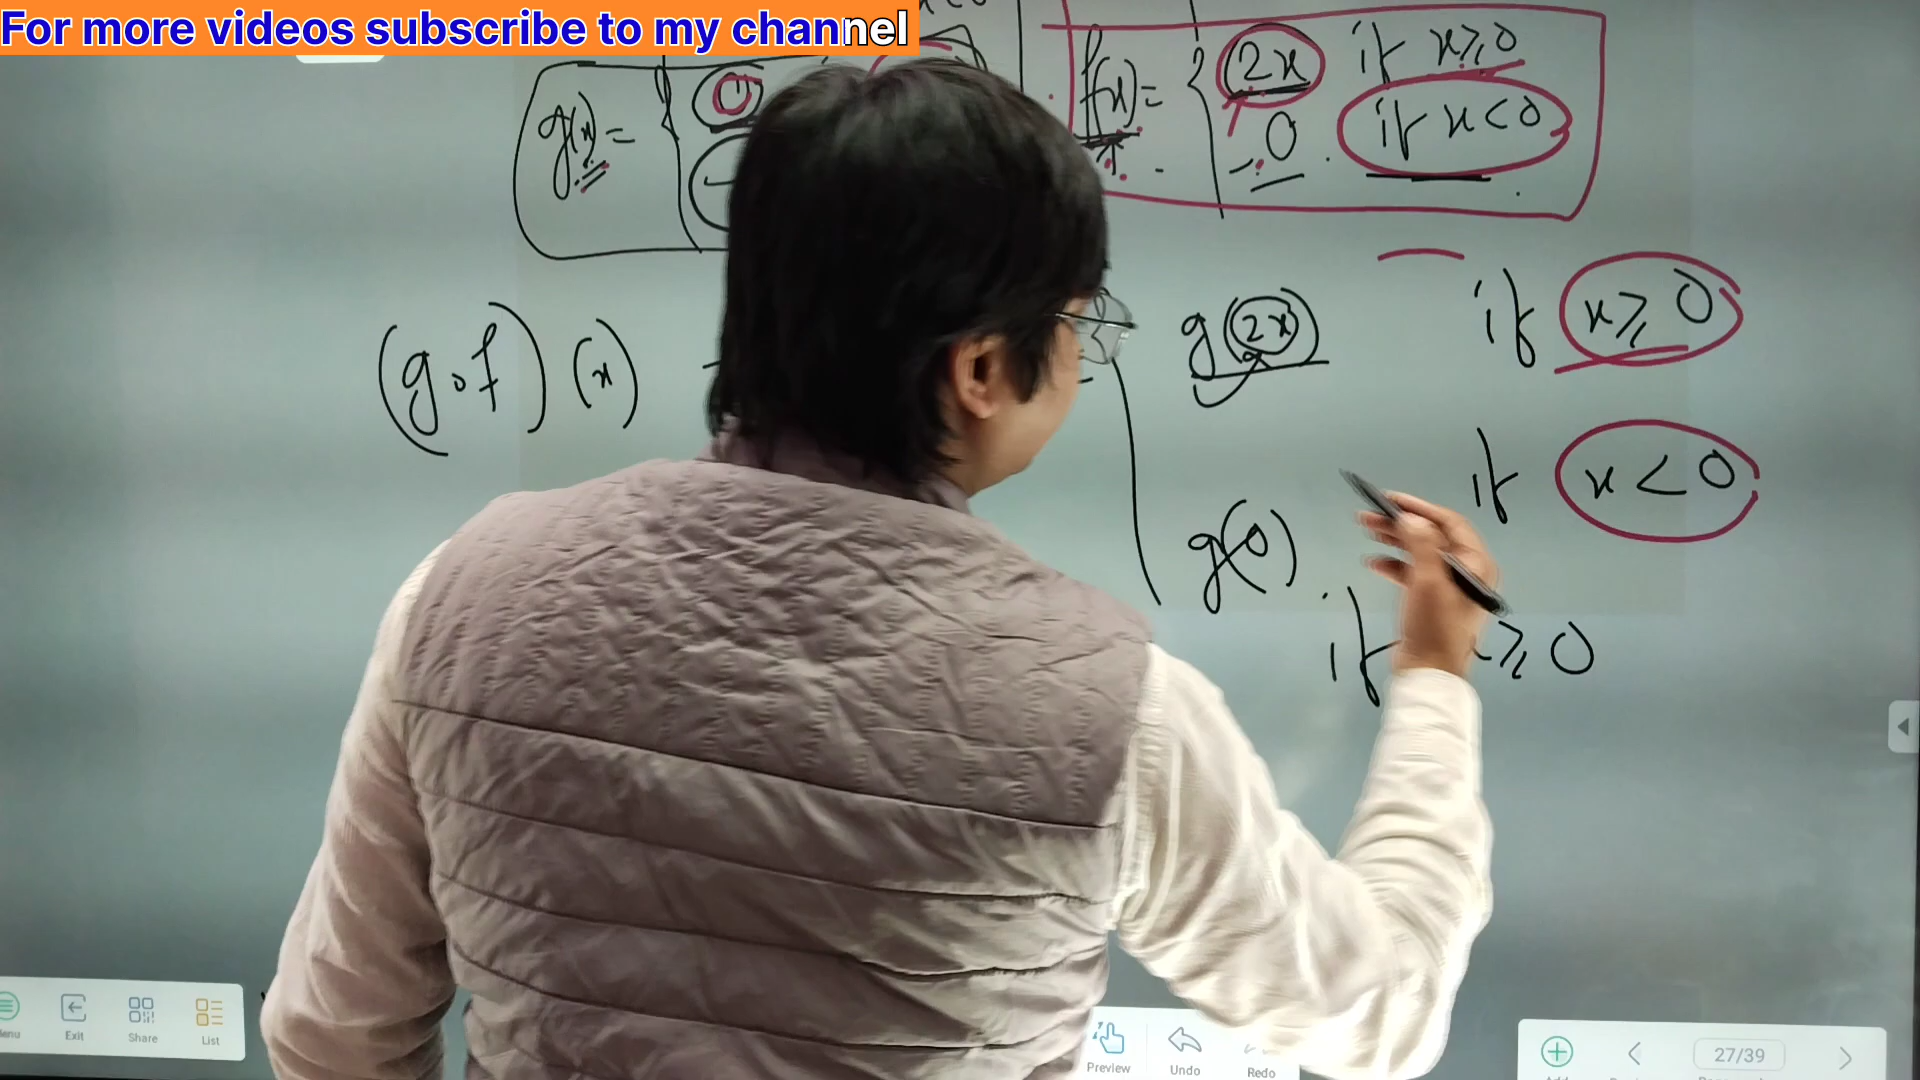 For more videos subscribe to my channel
f(x) = { 2x if x ≥ 0
0 if x < 0
g(x) = { 0
(g∘f)(x)
g(2x) if x ≥ 0
if x < 0
g(0)
if ≥ 0
Exit Share List
Preview Undo Redo
27/39